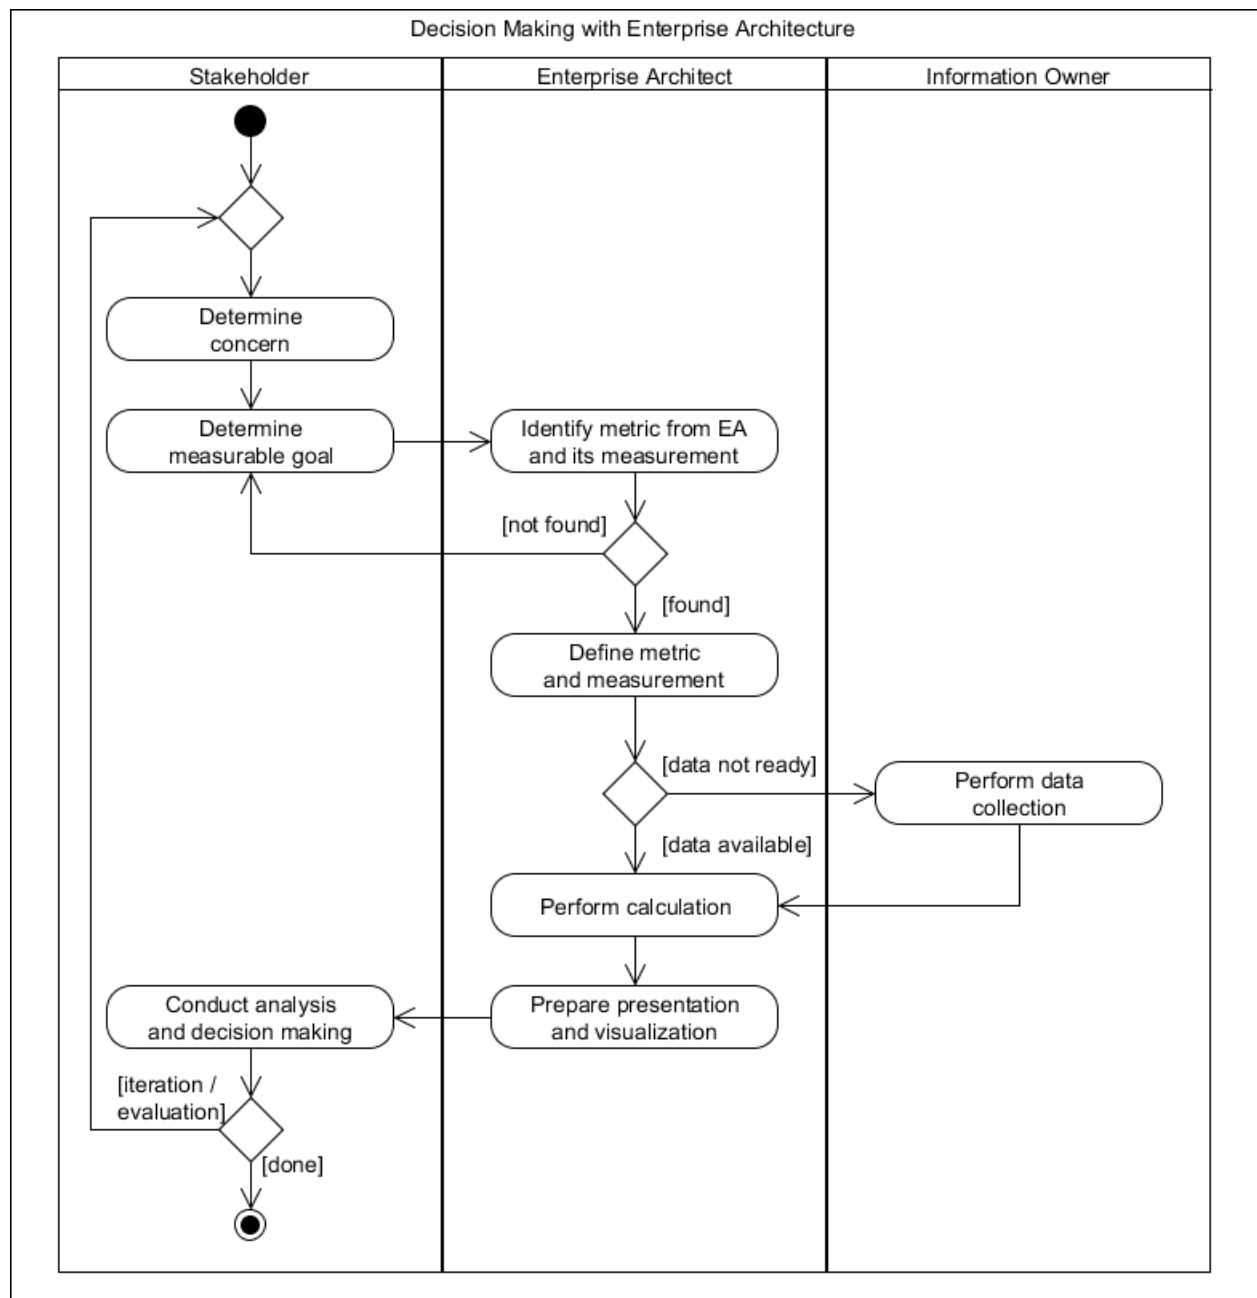 Decision Making with Enterprise Architecture
Stakeholder
Enterprise Architect
Information Owner
Determine
concern
Determine
measurable goal
Identify metric from EA
and its measurement
[not found]
[found]
Define metric
and measurement
[data not ready]
Perform data
collection
[data available]
Perform calculation
Conduct analysis
and decision making
Prepare presentation
and visualization
[iteration /
evaluation]
[done]